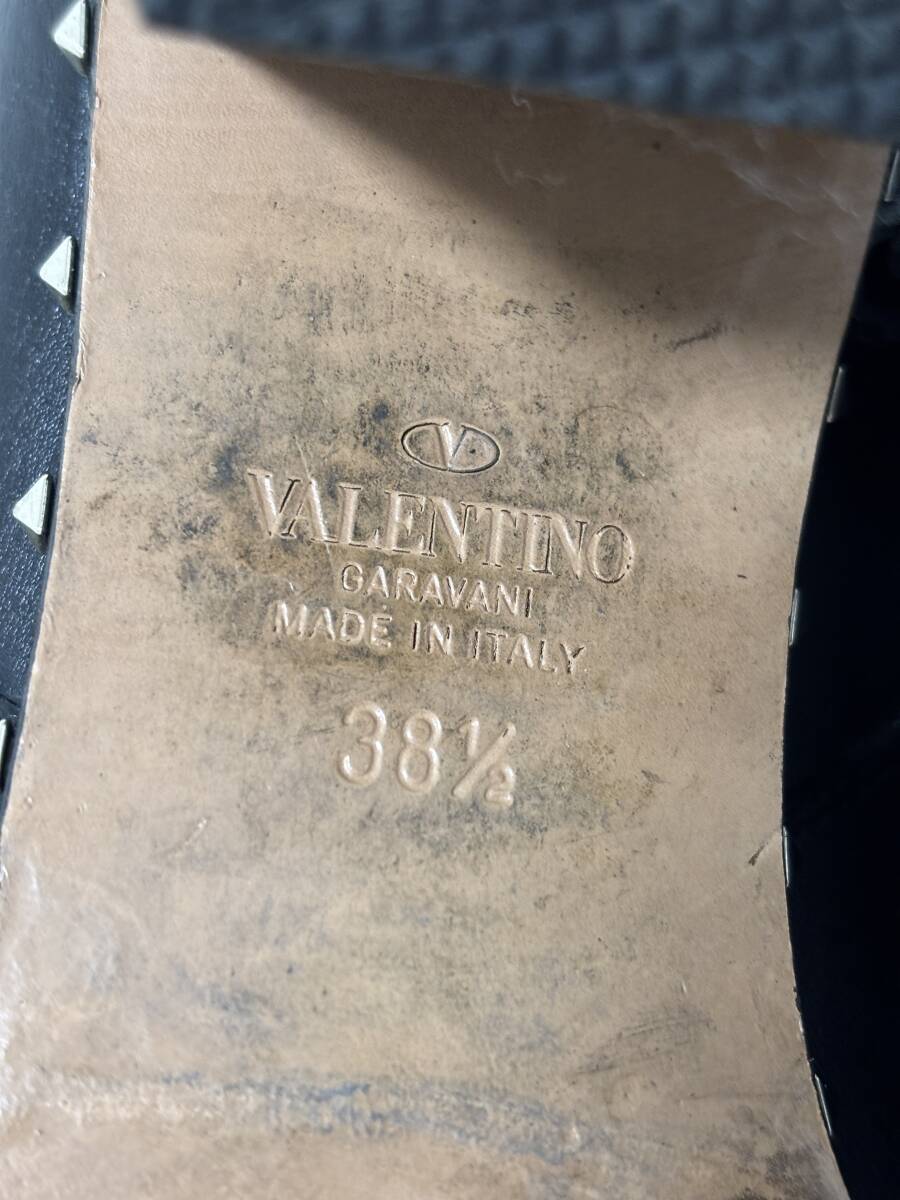 V
VALENTINO
GARAVANI
MADE IN ITALY
38½